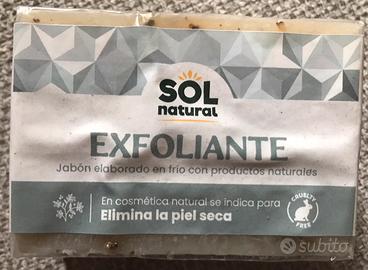 SOL
natural
EXFOLIANTE
Jabón elaborado en frío con productos naturales
En cosmética natural se indica para
Elimina la piel seca
CRUELTY
FREE
subito